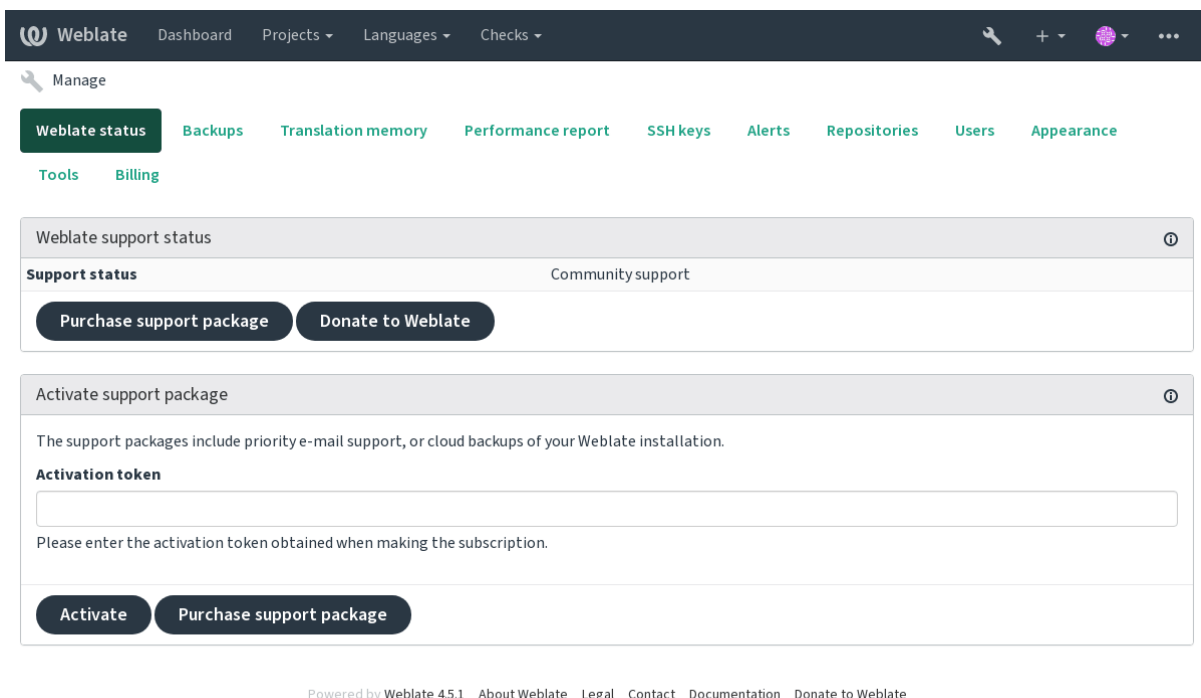 Weblate Dashboard Projects Languages Checks
Manage
Weblate status Backups Translation memory Performance report SSH keys Alerts Repositories Users Appearance
Tools Billing
Weblate support status
Support status Community support
Purchase support package Donate to Weblate
Activate support package
The support packages include priority e-mail support, or cloud backups of your Weblate installation.
Activation token
Please enter the activation token obtained when making the subscription.
Activate Purchase support package
Powered by Weblate 4.5.1 About Weblate Legal Contact Documentation Donate to Weblate